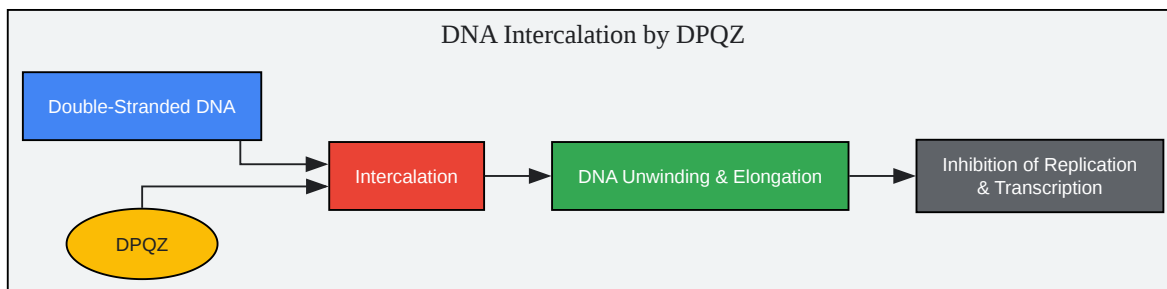 DNA Intercalation by DPQZ
Double-Stranded DNA
Intercalation
DNA Unwinding & Elongation
Inhibition of Replication
& Transcription
DPQZ